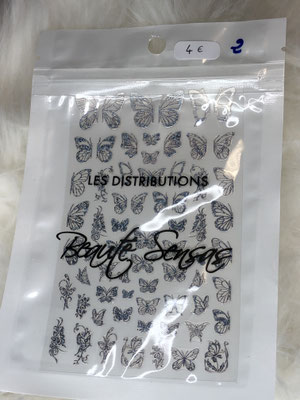 4 €
2
LES DISTRIBUTIONS
Beauté Sensas